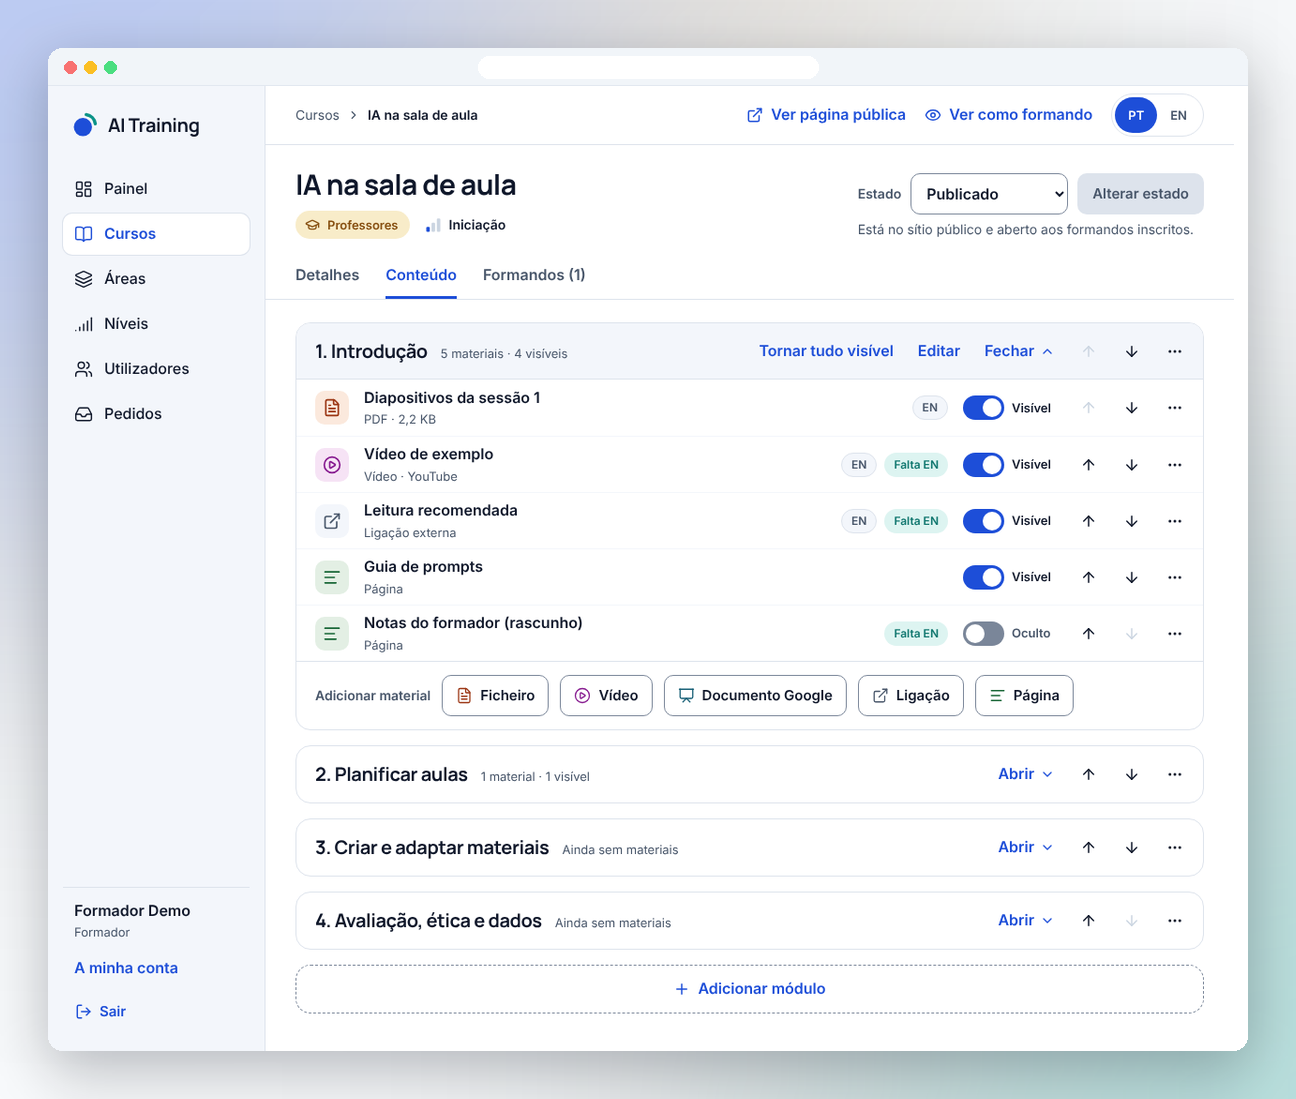 AI Training
Painel
Cursos
Áreas
Níveis
Utilizadores
Pedidos
Formador Demo
Formador
A minha conta
Sair
Cursos > IA na sala de aula
Ver página pública
Ver como formando
PT EN
IA na sala de aula
Professores
Iniciação
Estado
Publicado
Alterar estado
Está no sítio público e aberto aos formandos inscritos.
Detalhes
Conteúdo
Formandos (1)
1. Introdução 5 materiais · 4 visíveis Tornar tudo visível Editar Fechar
Diapositivos da sessão 1
PDF · 2,2 KB
EN Visível
Vídeo de exemplo
Vídeo · YouTube
EN Falta EN Visível
Leitura recomendada
Ligação externa
EN Falta EN Visível
Guia de prompts
Página
Visível
Notas do formador (rascunho)
Página
Falta EN Oculto
Adicionar material Ficheiro Vídeo Documento Google Ligação Página
2. Planificar aulas 1 material · 1 visível Abrir
3. Criar e adaptar materiais Ainda sem materiais Abrir
4. Avaliação, ética e dados Ainda sem materiais Abrir
+ Adicionar módulo